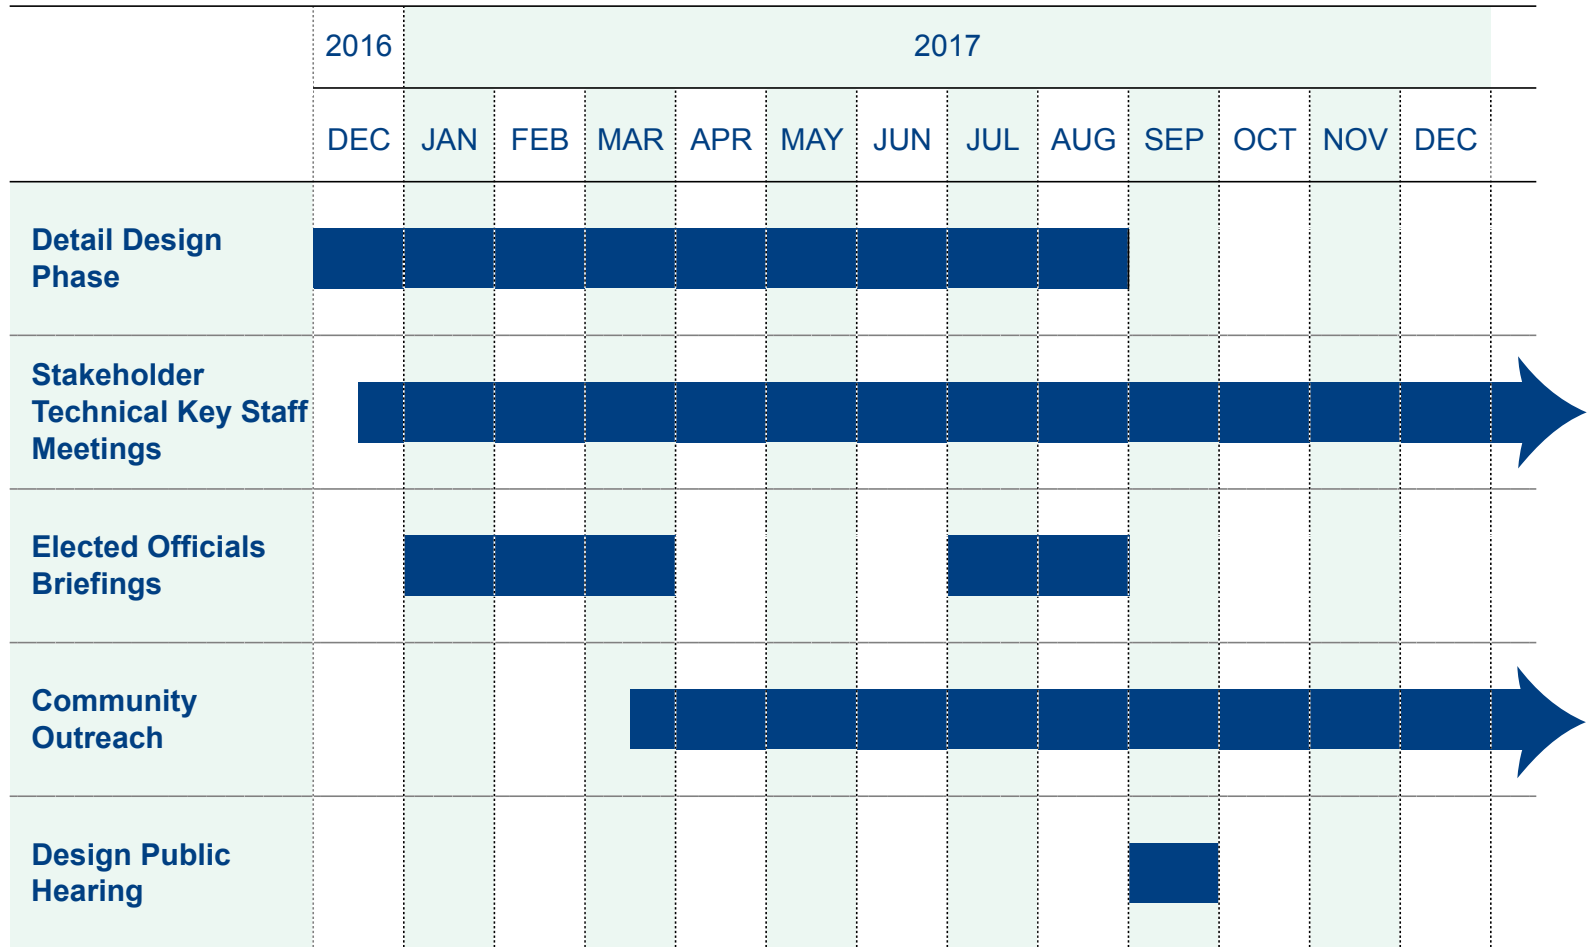 2016 2017
DEC JAN FEB MAR APR MAY JUN JUL AUG SEP OCT NOV DEC
Detail Design
Phase
Stakeholder
Technical Key Staff
Meetings
Elected Officials
Briefings
Community
Outreach
Design Public
Hearing